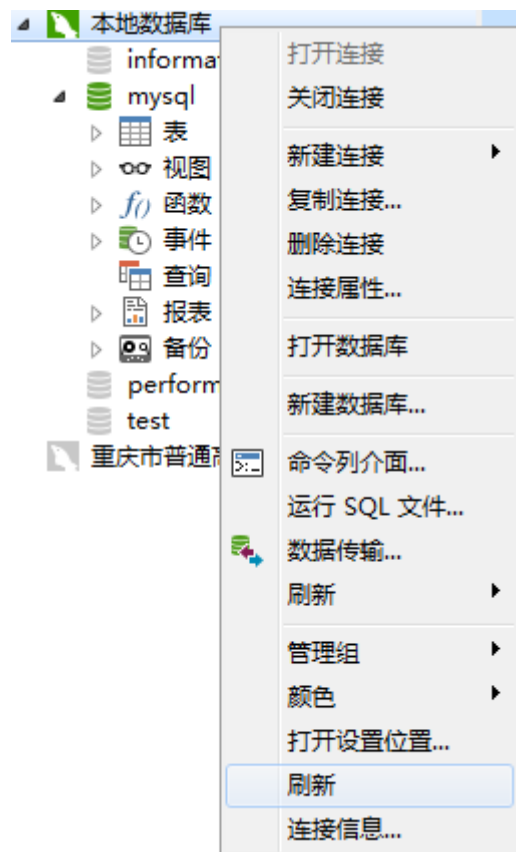 本地数据库
informa
mysql
表
视图
f() 函数
事件
查询
报表
备份
perform
test
重庆市普通高
打开连接
关闭连接
新建连接
复制连接...
删除连接
连接属性...
打开数据库
新建数据库...
命令列介面...
运行 SQL 文件...
数据传输...
刷新
管理组
颜色
打开设置位置...
刷新
连接信息...